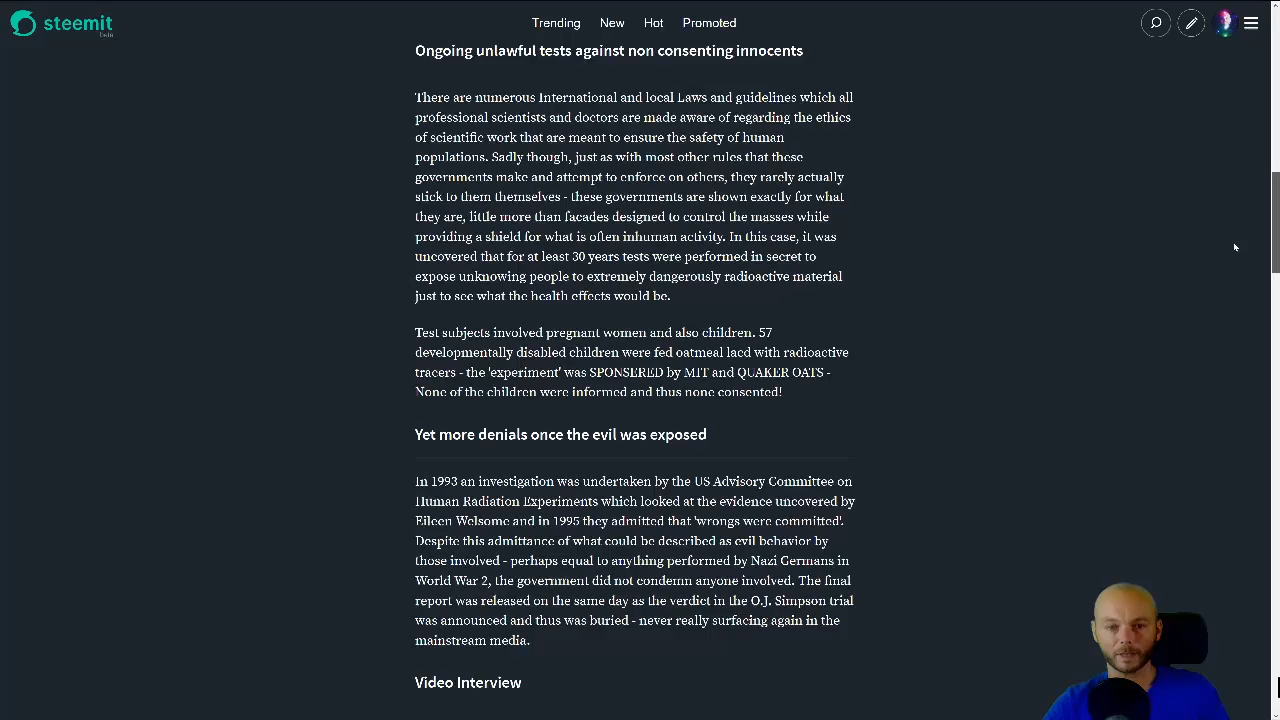 steemit
beta
Trending New Hot Promoted
Ongoing unlawful tests against non consenting innocents
There are numerous International and local Laws and guidelines which all
professional scientists and doctors are made aware of regarding the ethics
of scientific work that are meant to ensure the safety of human
populations. Sadly though, just as with most other rules that these
governments make and attempt to enforce on others, they rarely actually
stick to them themselves - these governments are shown exactly for what
they are, little more than facades designed to control the masses while
providing a shield for what is often inhuman activity. In this case, it was
uncovered that for at least 30 years tests were performed in secret to
expose unknowing people to extremely dangerously radioactive material
just to see what the health effects would be.
Test subjects involved pregnant women and also children. 57
developmentally disabled children were fed oatmeal lacd with radioactive
tracers - the 'experiment' was SPONSERED by MIT and QUAKER OATS -
None of the children were informed and thus none consented!
Yet more denials once the evil was exposed
In 1993 an investigation was undertaken by the US Advisory Committee on
Human Radiation Experiments which looked at the evidence uncovered by
Eileen Welsome and in 1995 they admitted that 'wrongs were committed'.
Despite this admittance of what could be described as evil behavior by
those involved - perhaps equal to anything performed by Nazi Germans in
World War 2, the government did not condemn anyone involved. The final
report was released on the same day as the verdict in the O.J. Simpson trial
was announced and thus was buried - never really surfacing again in the
mainstream media.
Video Interview